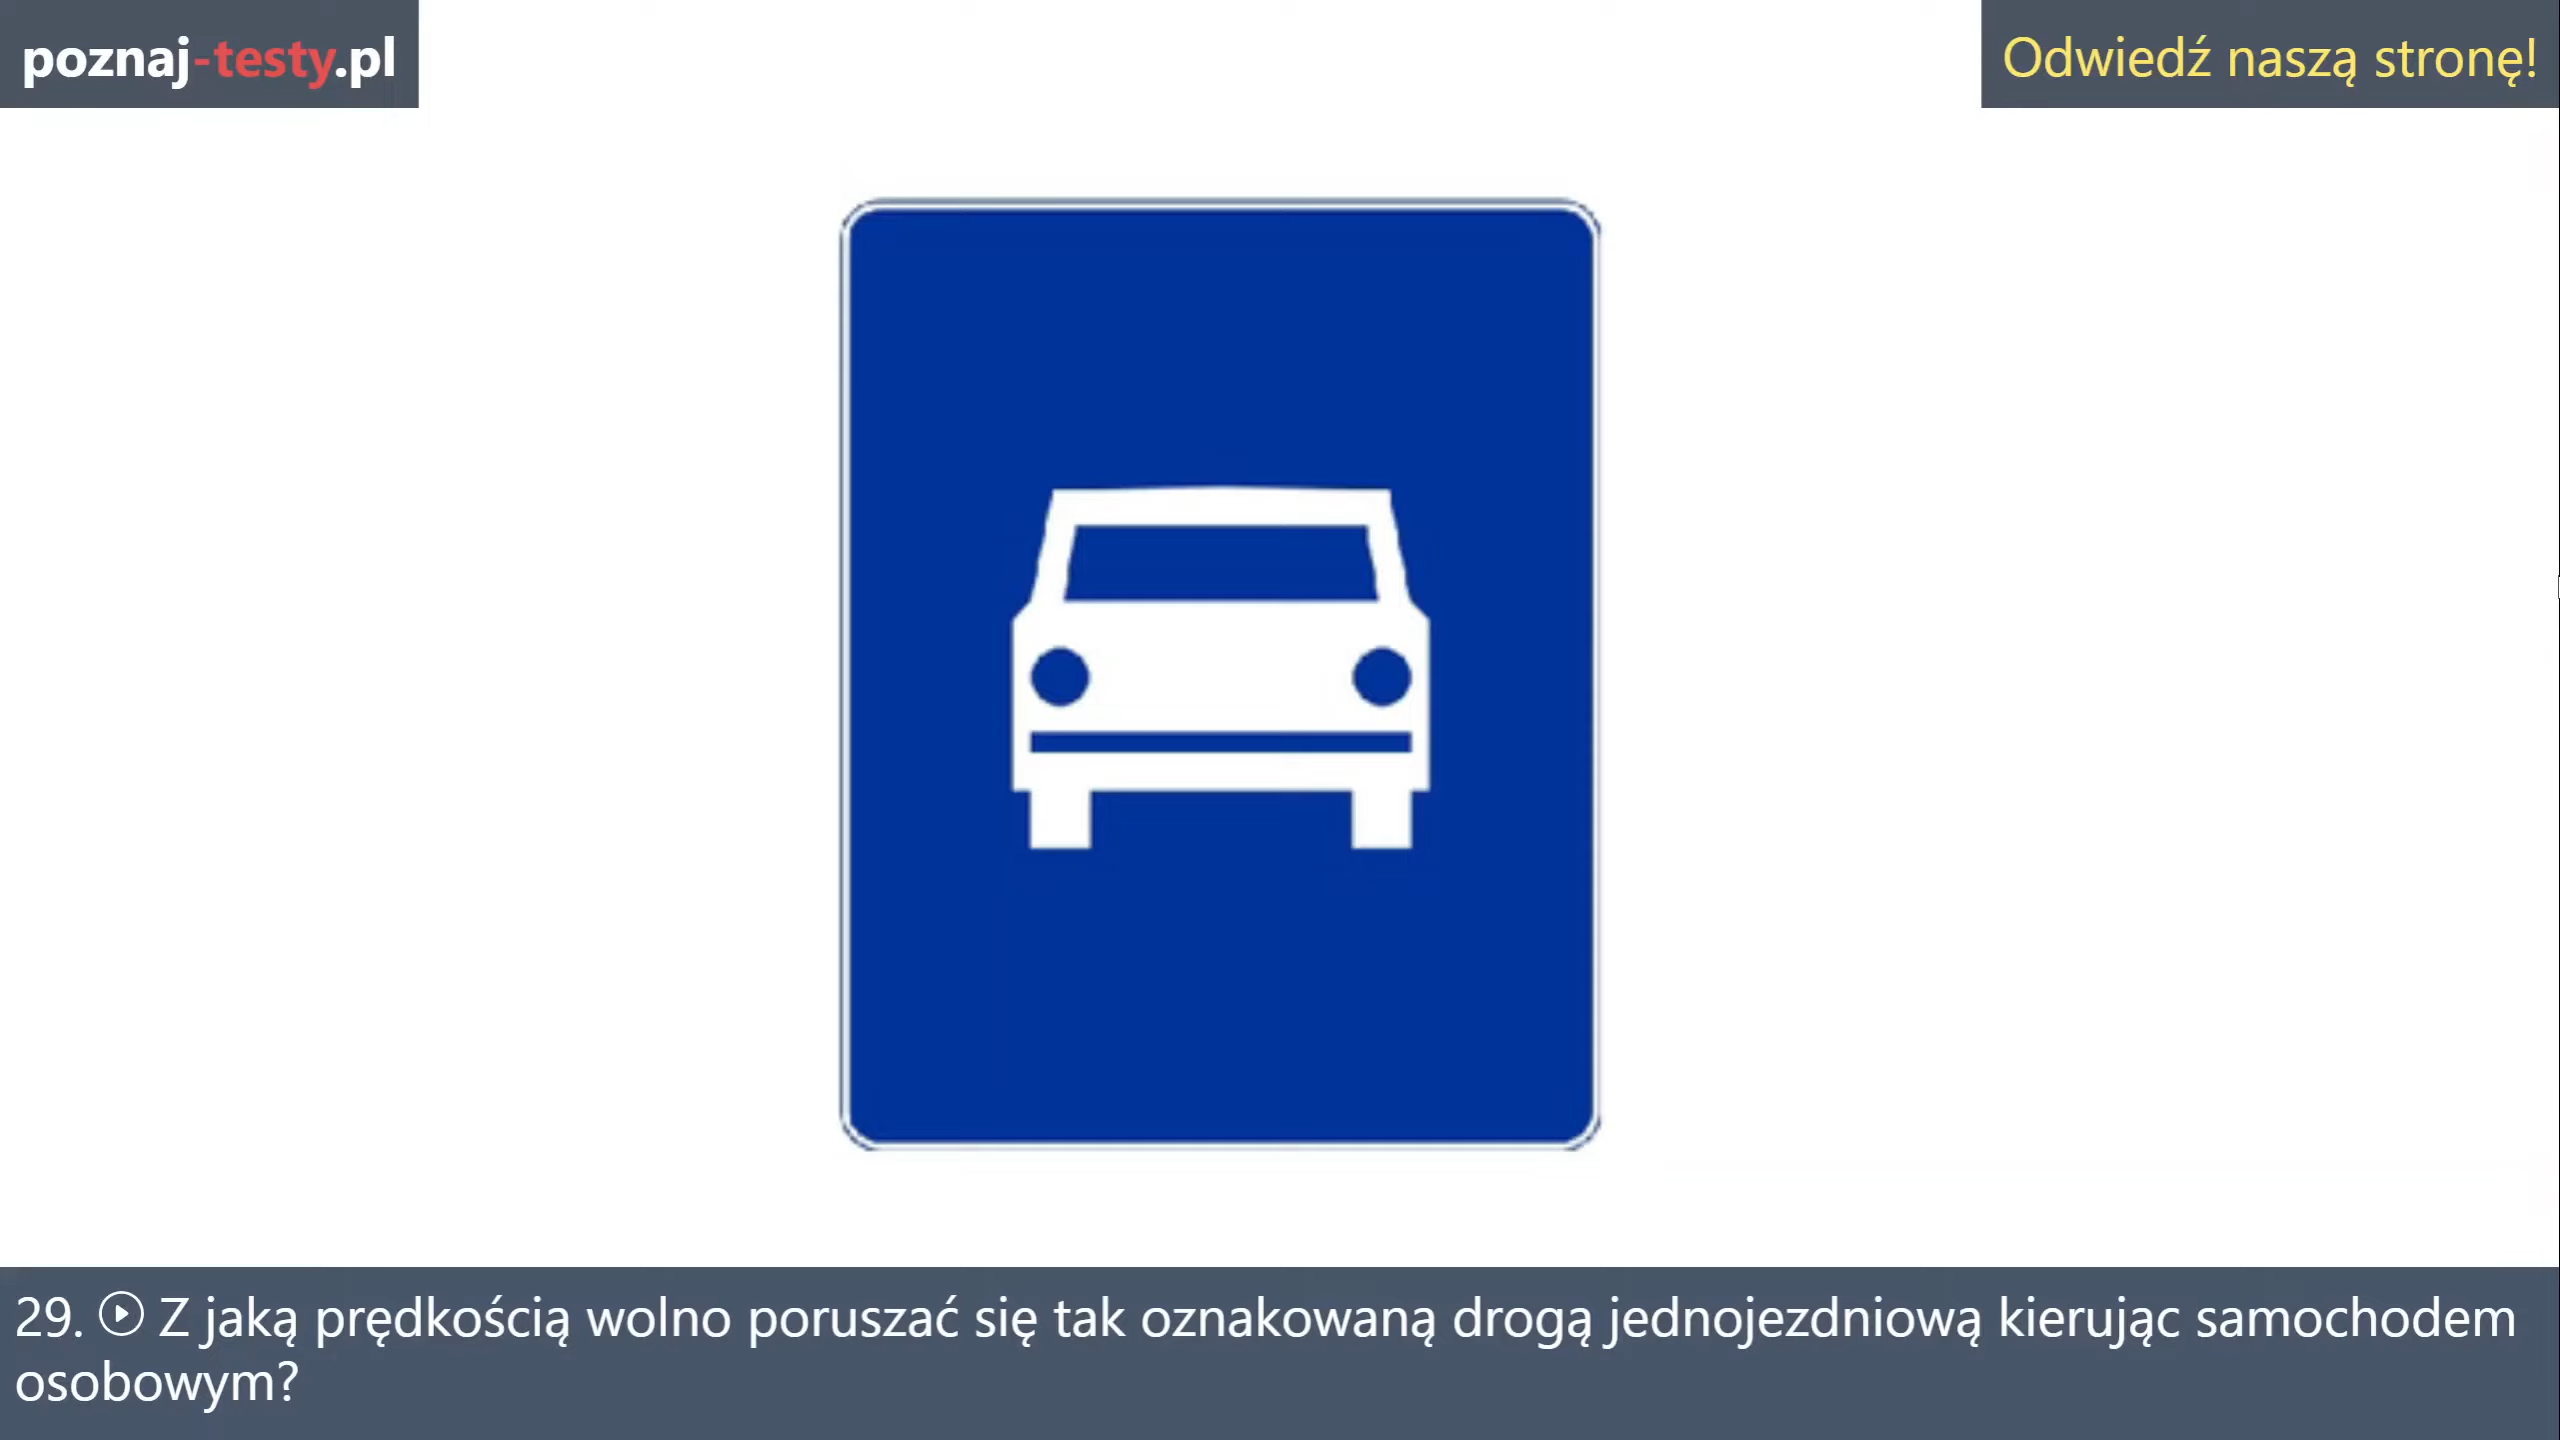 poznaj-testy.pl
Odwiedź naszą stronę!
29. Z jaką prędkością wolno poruszać się tak oznakowaną drogą jednojezdniową kierując samochodem
osobowym?